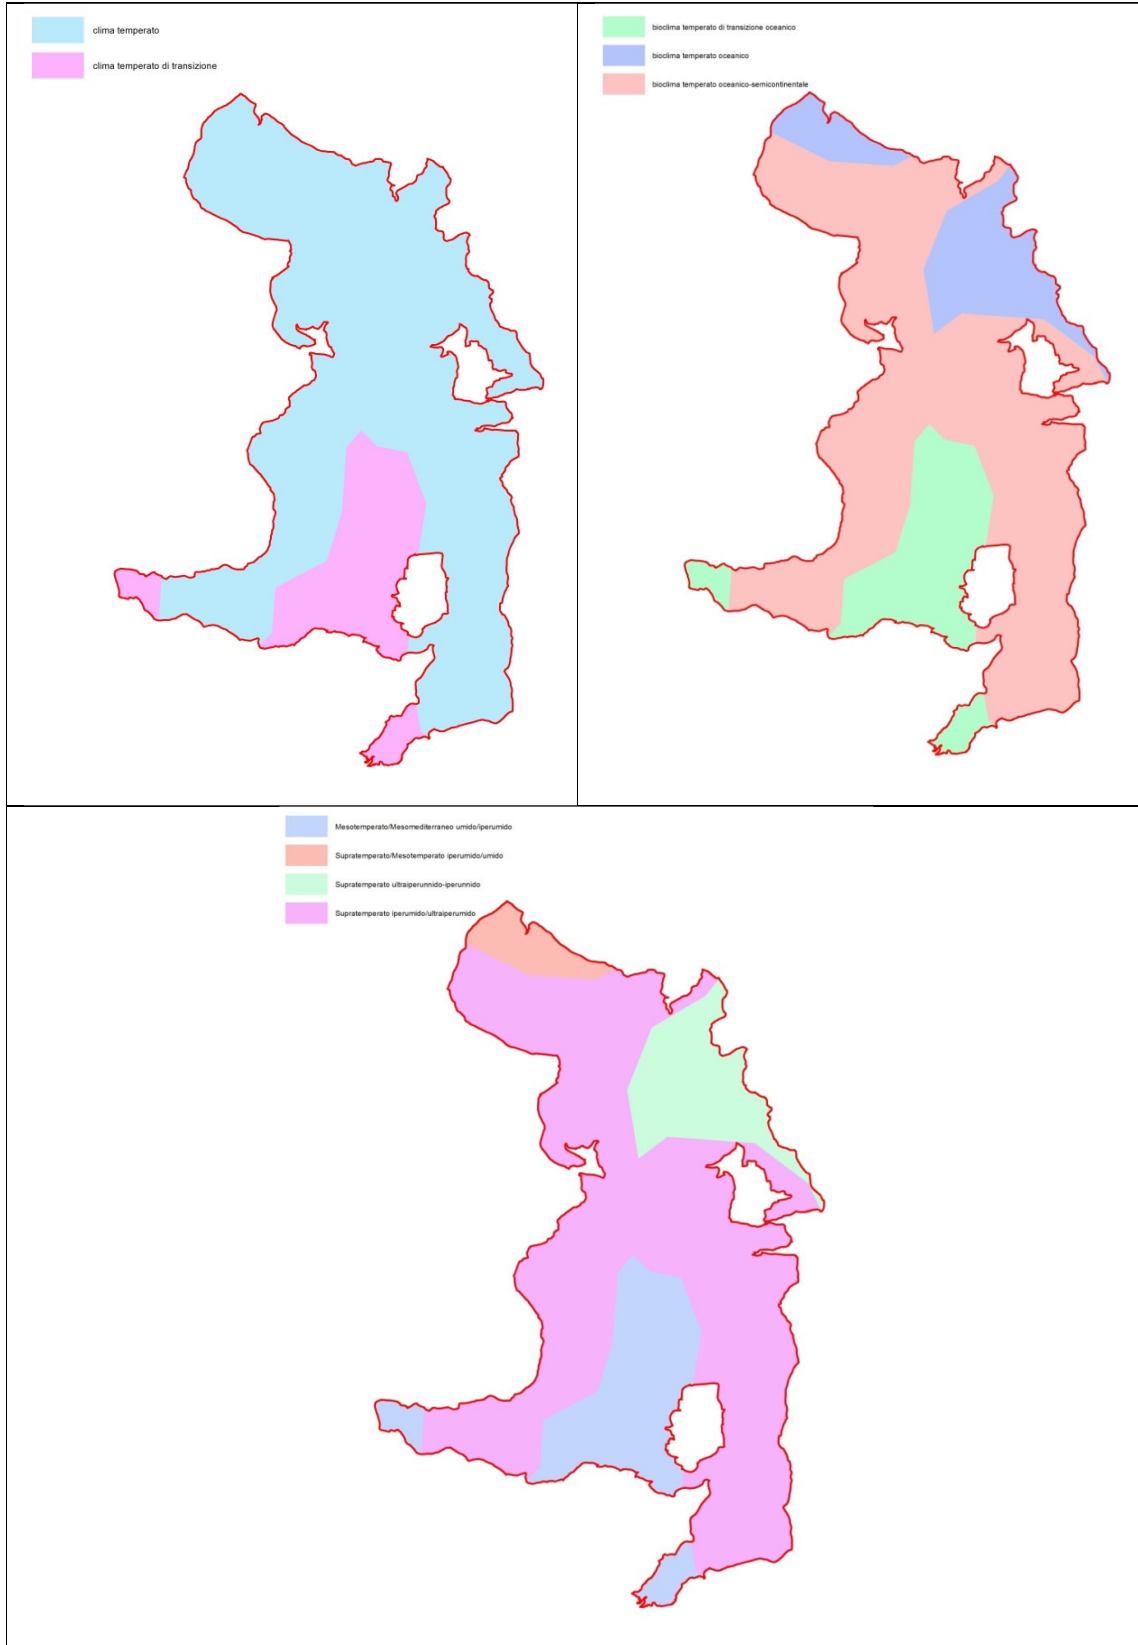 clima temperato
clima temperato di transizione
bioclima temperato di transizione oceanico
bioclima temperato oceanico
bioclima temperato oceanico-semicontinentale
Mesotemperato/Mesomediterraneo umido/iperumido
Supratemperato/Mesotemperato iperumido/umido
Supratemperato ultraiperunnido-iperunnido
Supratemperato iperumido/ultraiperumido